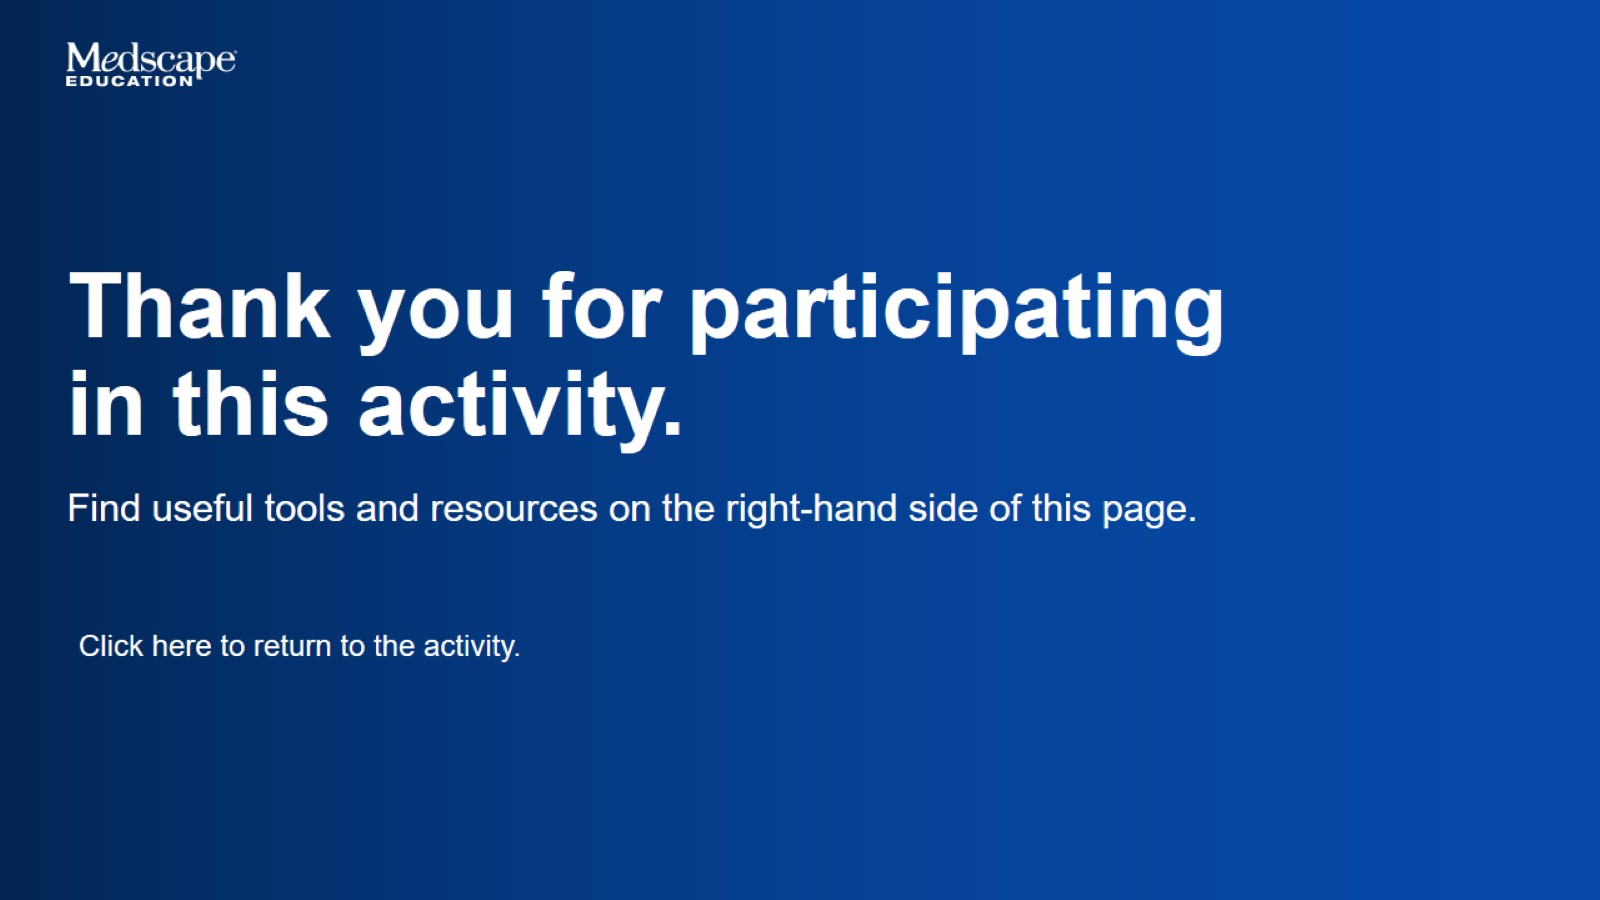 Medscape
EDUCATION
Thank you for participating
in this activity.
Find useful tools and resources on the right-hand side of this page.
Click here to return to the activity.